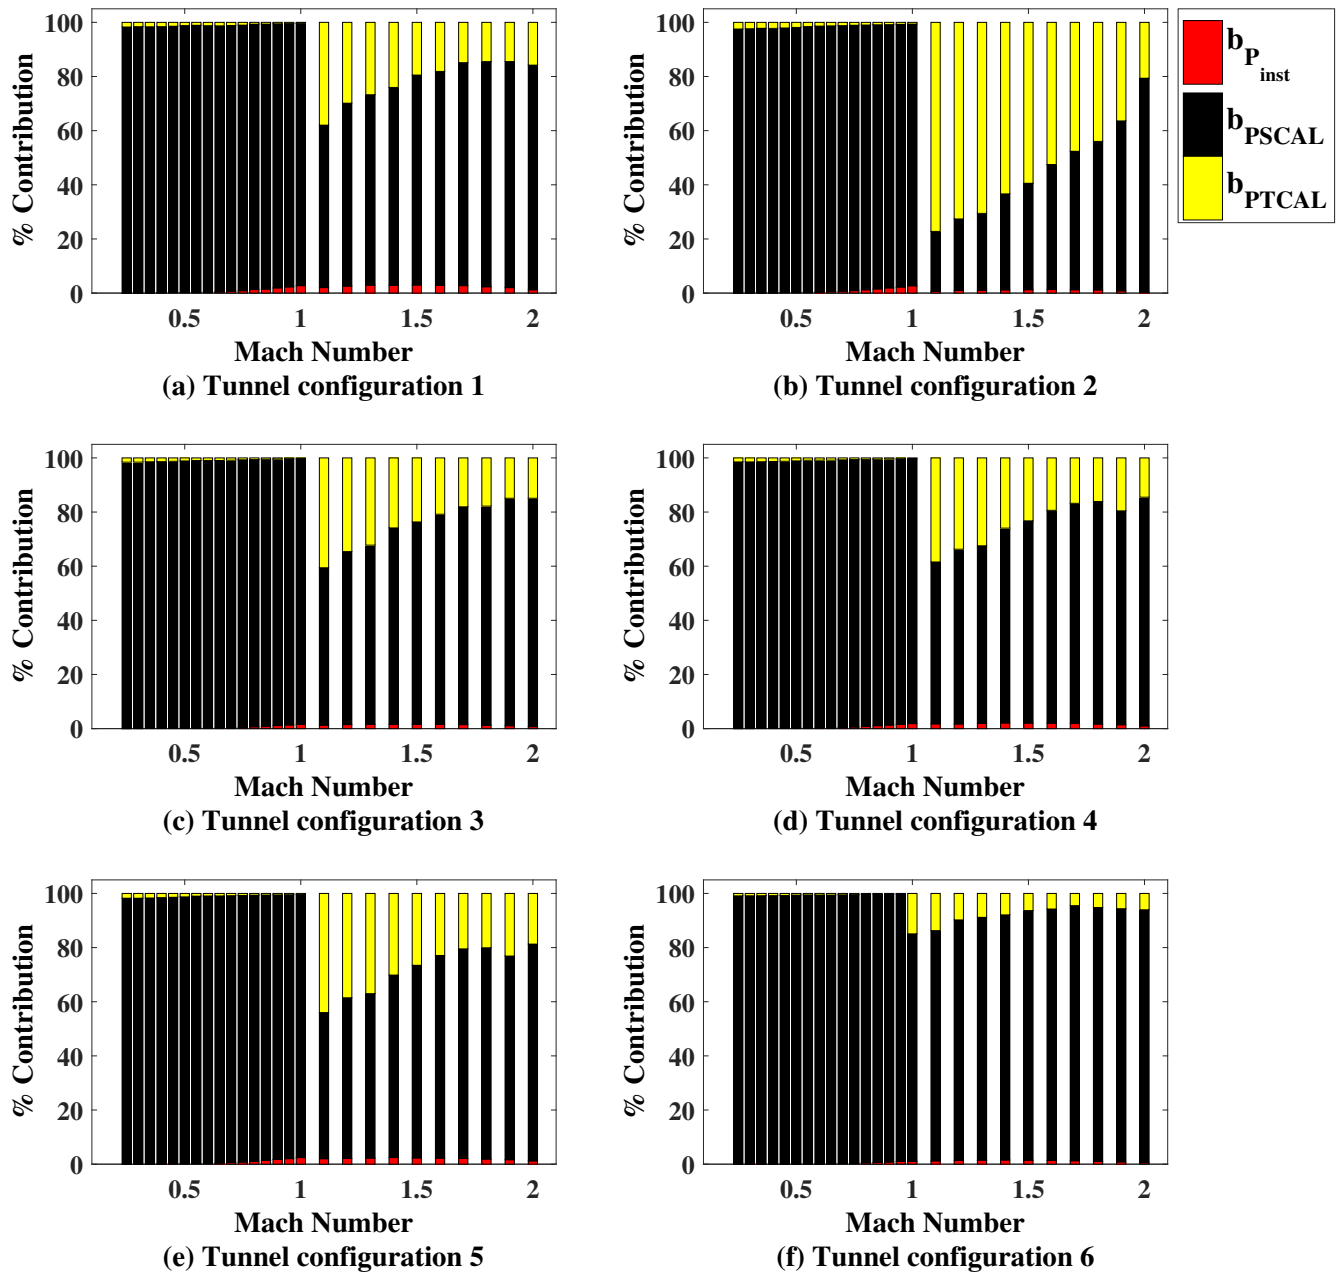 100
80
60
40
20
0
% Contribution
0.5
1
1.5
2
Mach Number
(a) Tunnel configuration 1
100
80
60
40
20
0
% Contribution
0.5
1
1.5
2
Mach Number
(b) Tunnel configuration 2
b_P_inst
b_PSCAL
b_PTCAL
100
80
60
40
20
0
% Contribution
0.5
1
1.5
2
Mach Number
(c) Tunnel configuration 3
100
80
60
40
20
0
% Contribution
0.5
1
1.5
2
Mach Number
(d) Tunnel configuration 4
100
80
60
40
20
0
% Contribution
0.5
1
1.5
2
Mach Number
(e) Tunnel configuration 5
100
80
60
40
20
0
% Contribution
0.5
1
1.5
2
Mach Number
(f) Tunnel configuration 6